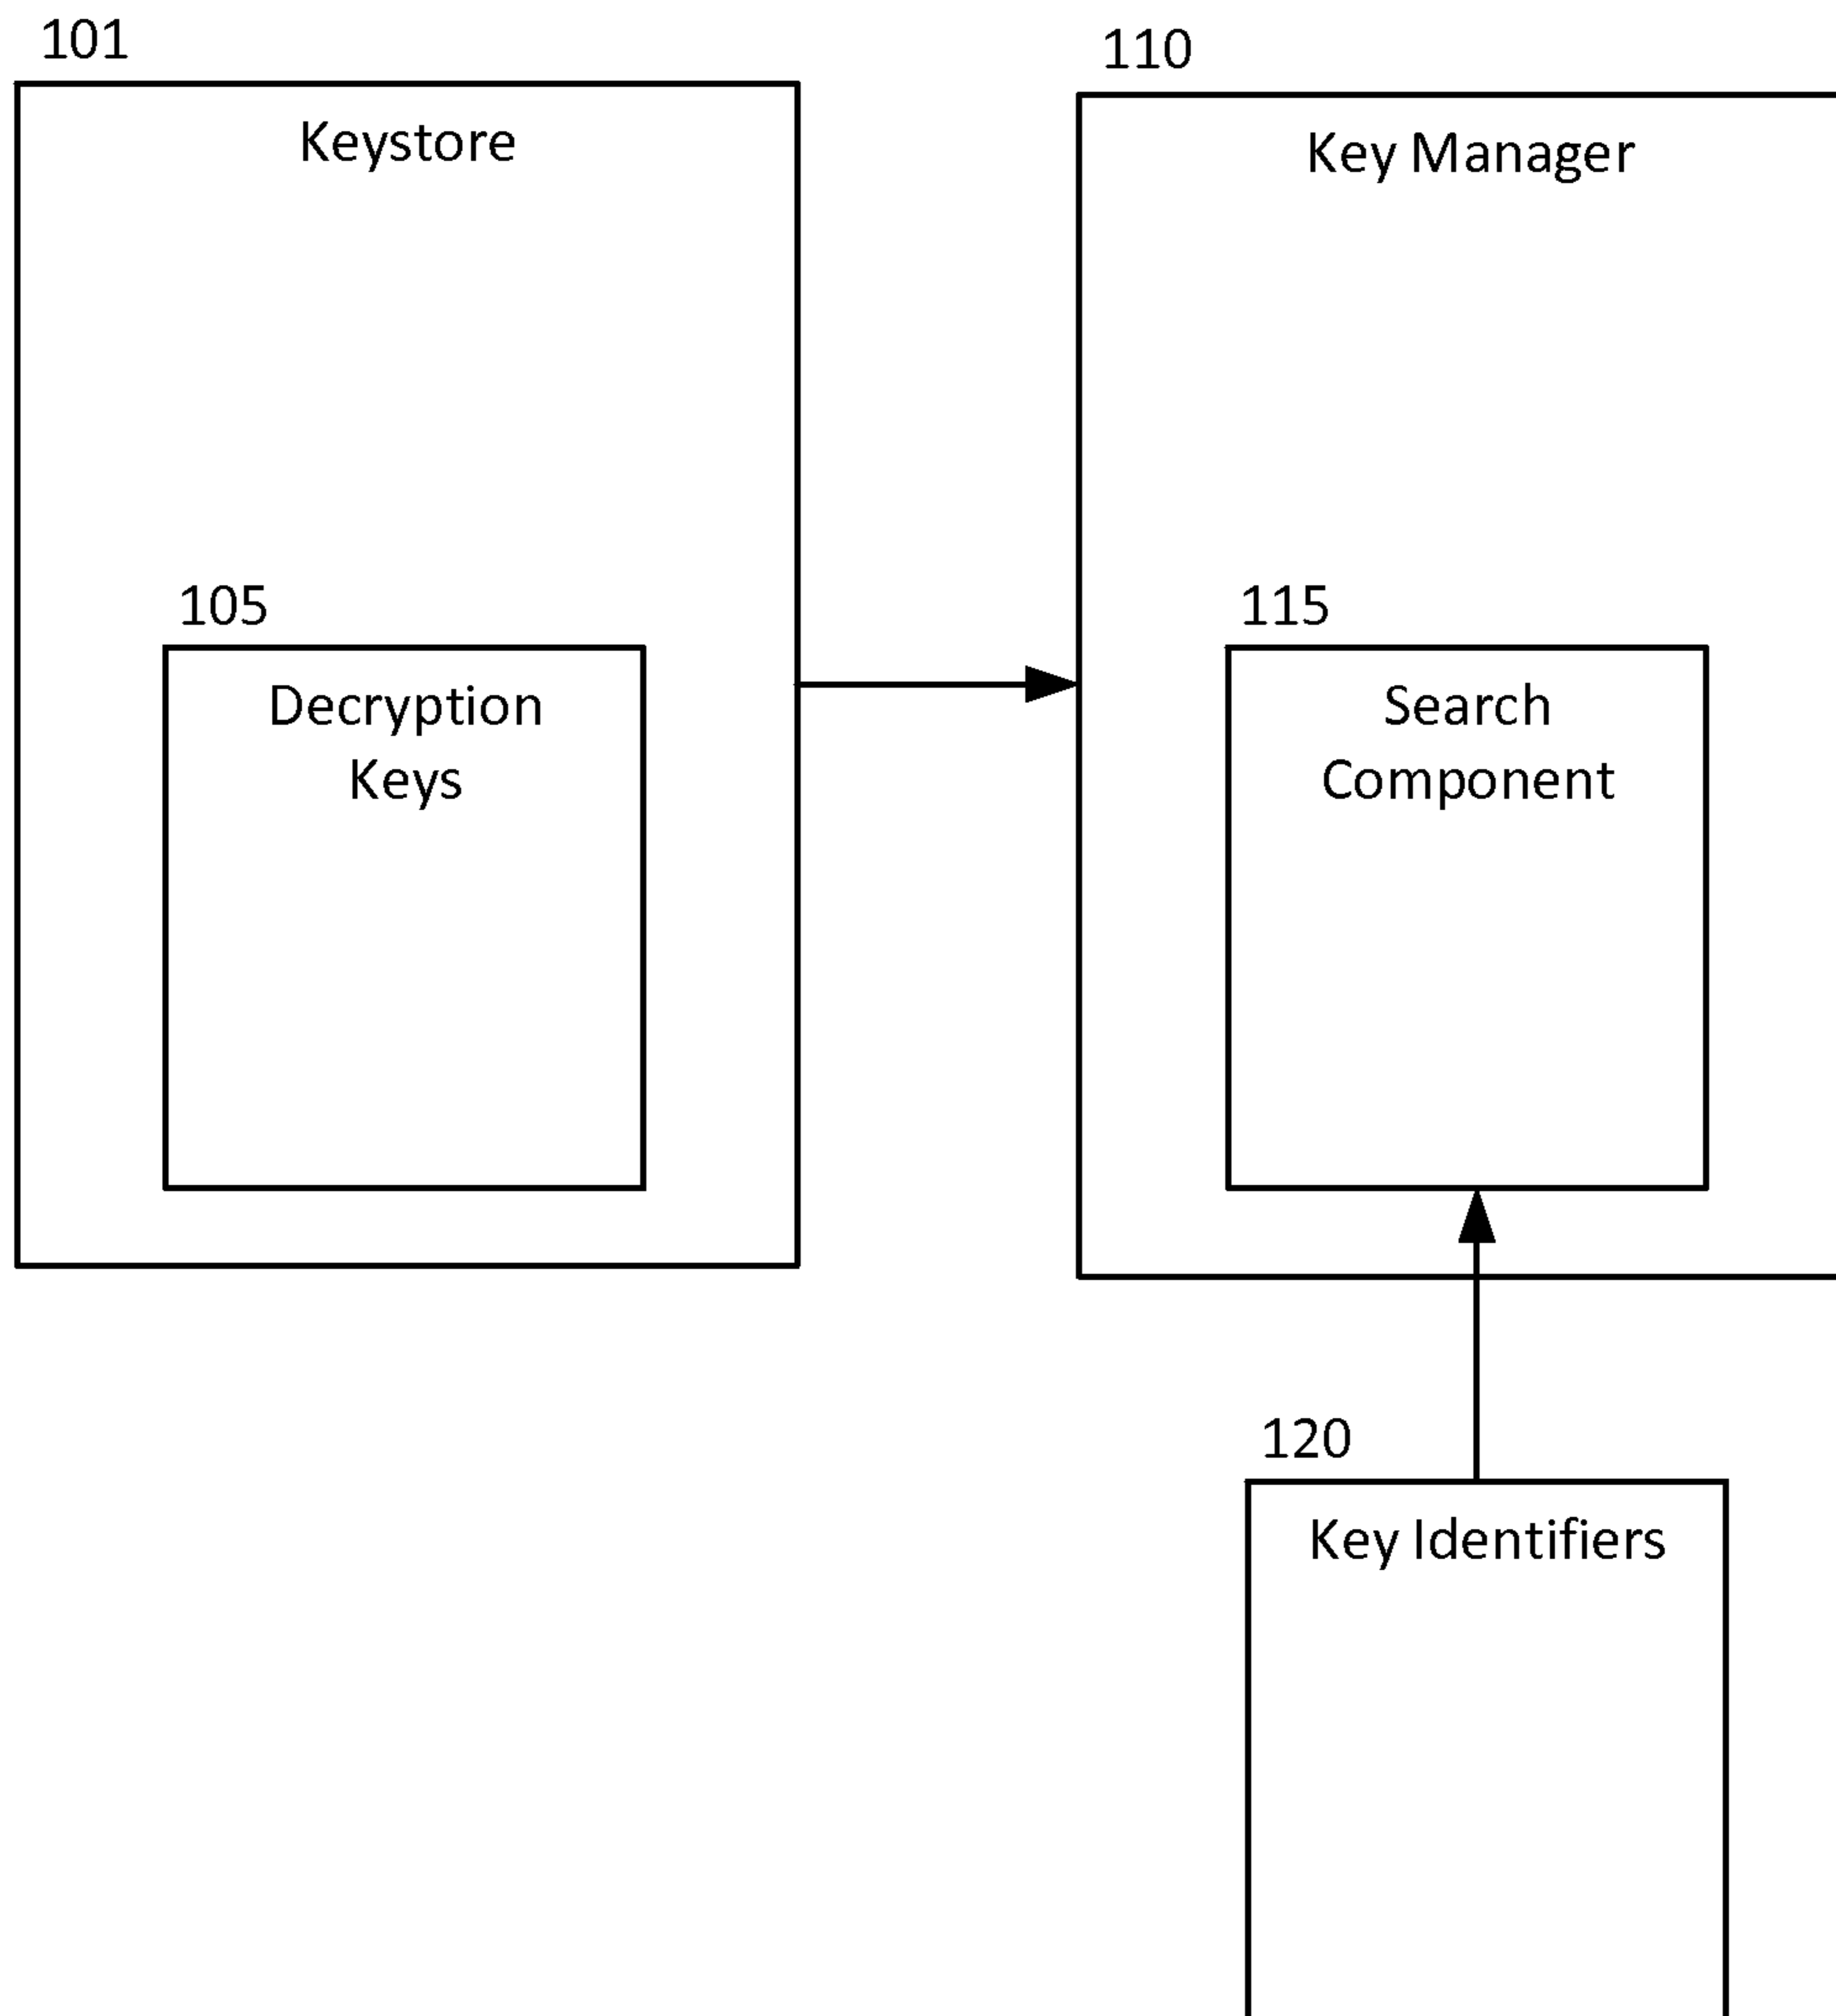 101
Keystore
105
Decryption
Keys
110
Key Manager
115
Search
Component
120
Key Identifiers